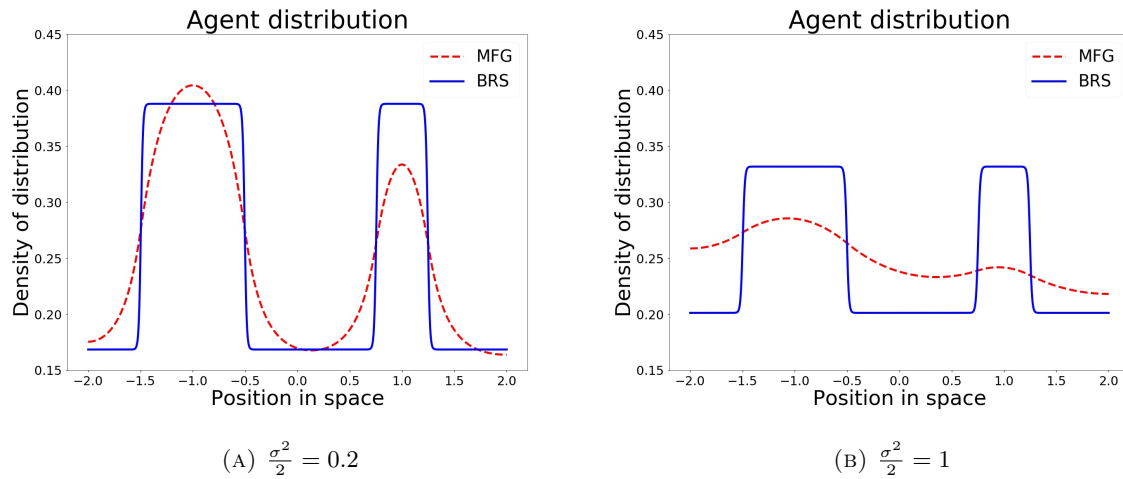 Agent distribution
MFG
BRS
0.45
0.40
0.35
0.30
0.25
0.20
0.15
Density of distribution
−2.0 −1.5 −1.0 −0.5 0.0 0.5 1.0 1.5 2.0
Position in space
(A) σ²/2 = 0.2
Agent distribution
MFG
BRS
0.45
0.40
0.35
0.30
0.25
0.20
0.15
Density of distribution
−2.0 −1.5 −1.0 −0.5 0.0 0.5 1.0 1.5 2.0
Position in space
(B) σ²/2 = 1